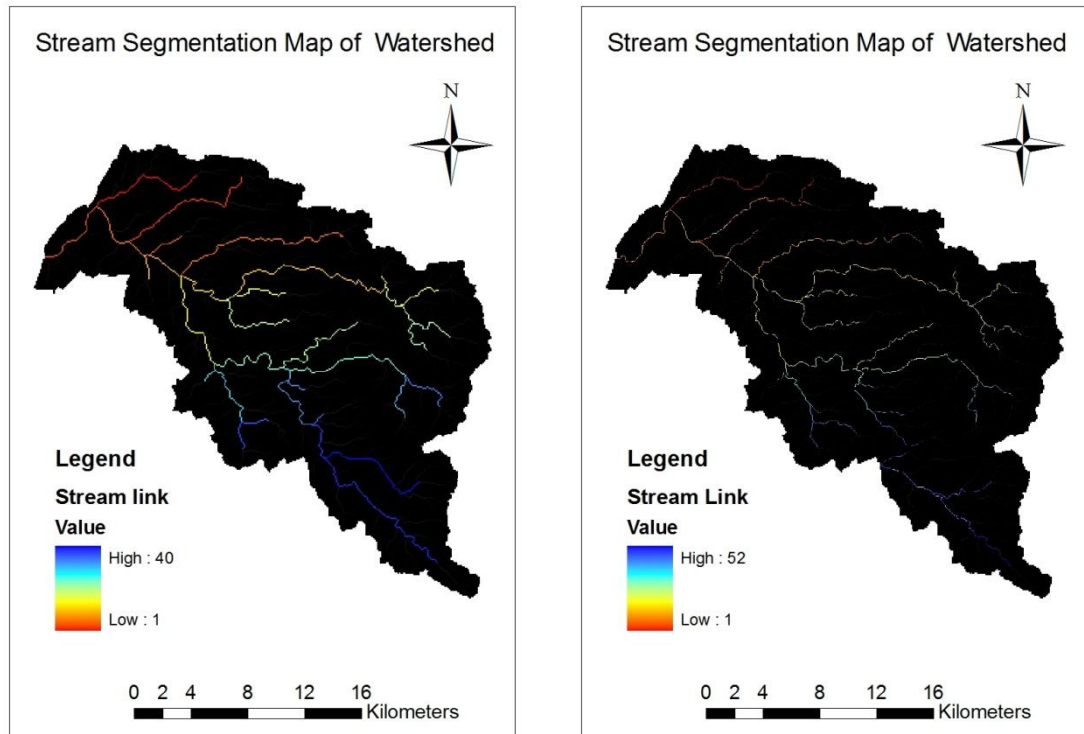 Stream Segmentation Map of  Watershed
N
Legend
Stream link
Value
High : 40
Low : 1
0 2 4 8 12 16
Kilometers
Stream Segmentation Map of  Watershed
N
Legend
Stream Link
Value
High : 52
Low : 1
0 2 4 8 12 16
Kilometers